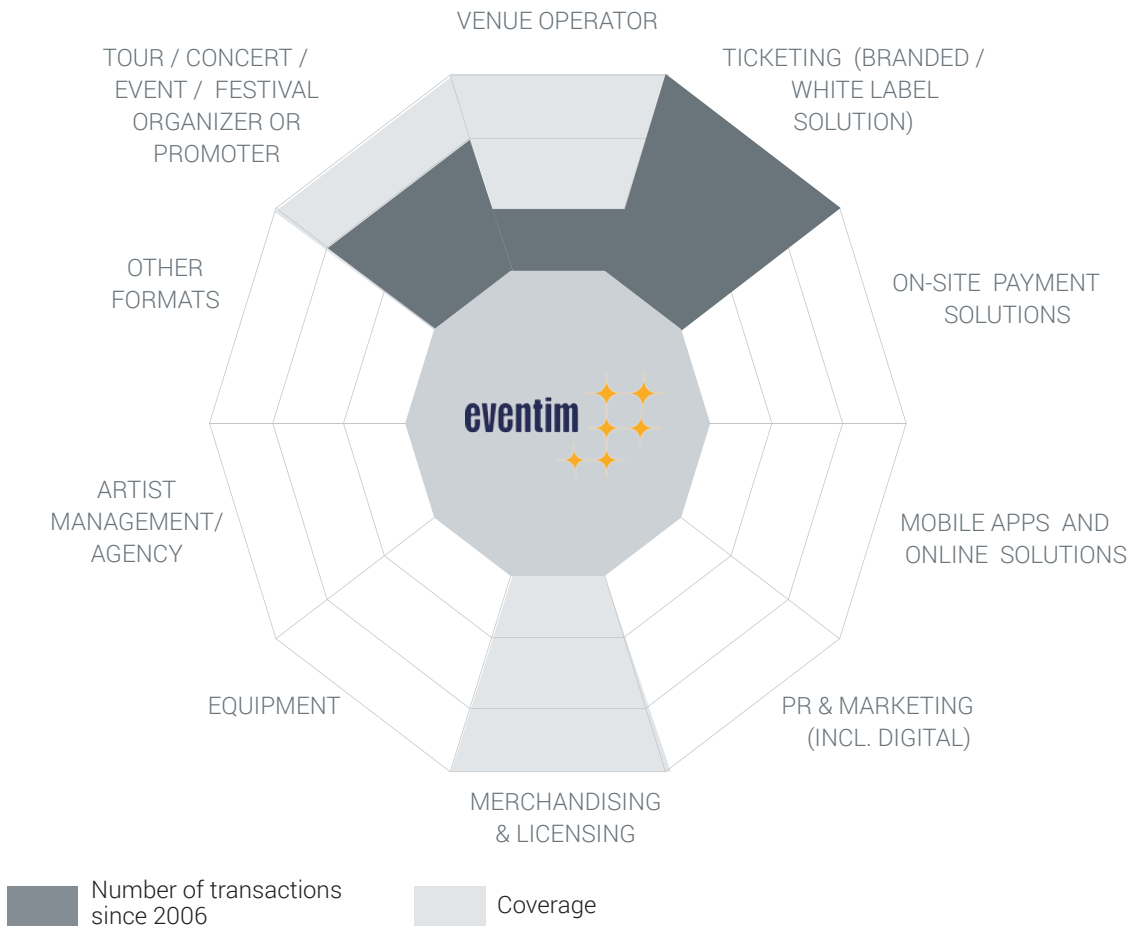 VENUE OPERATOR
TOUR / CONCERT /
EVENT / FESTIVAL
ORGANIZER OR
PROMOTER
TICKETING (BRANDED /
WHITE LABEL
SOLUTION)
OTHER
FORMATS
ON-SITE PAYMENT
SOLUTIONS
eventim
ARTIST
MANAGEMENT/
AGENCY
MOBILE APPS AND
ONLINE SOLUTIONS
EQUIPMENT
PR & MARKETING
(INCL. DIGITAL)
MERCHANDISING
& LICENSING
Number of transactions
since 2006
Coverage